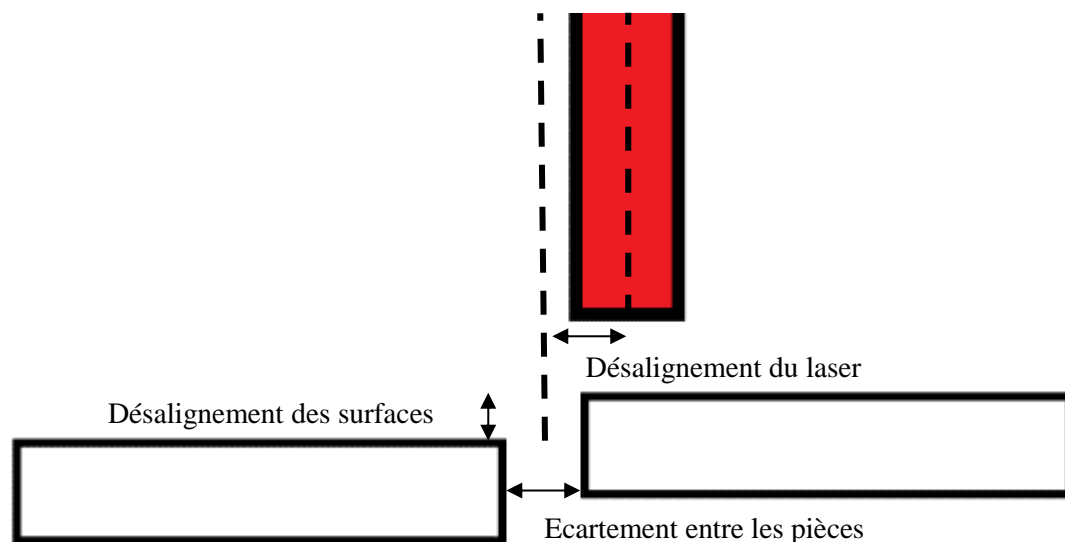 Désalignement du laser
Désalignement des surfaces
Ecartement entre les pièces